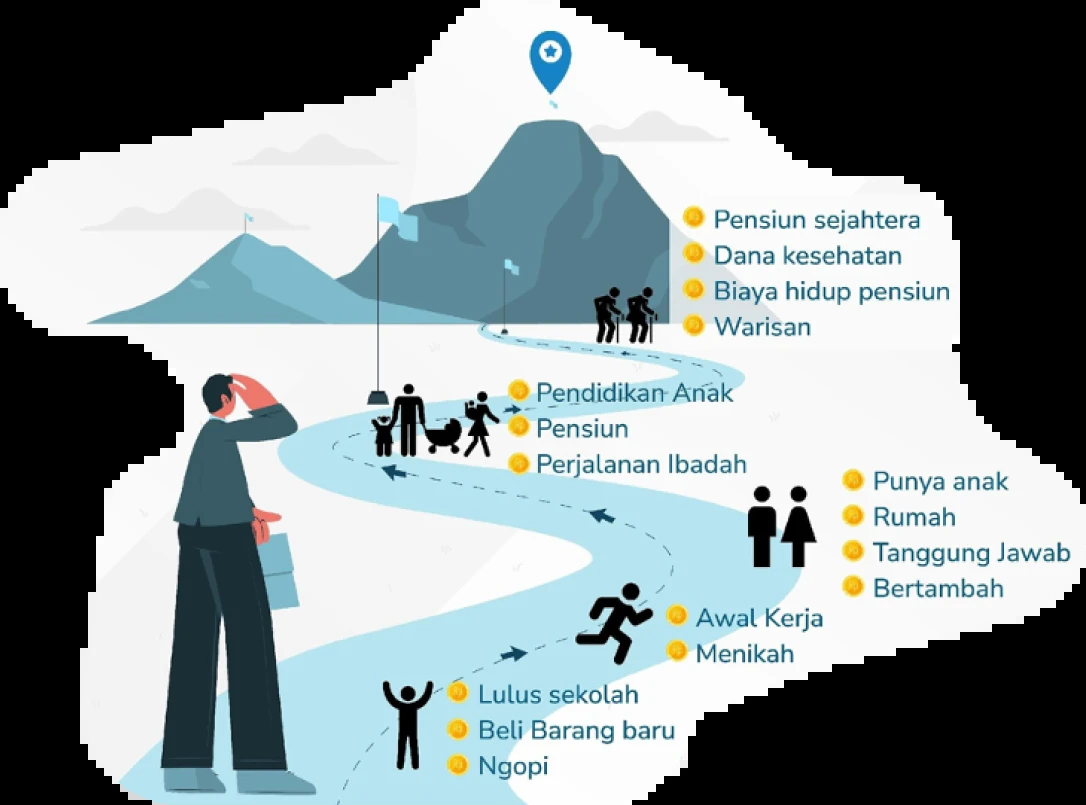 Pensiun sejahtera
Dana kesehatan
Biaya hidup pensiun
Warisan
Pendidikan Anak
Pensiun
Perjalanan Ibadah
Punya anak
Rumah
Tanggung Jawab
Bertambah
Awal Kerja
Menikah
Lulus sekolah
Beli Barang baru
Ngopi